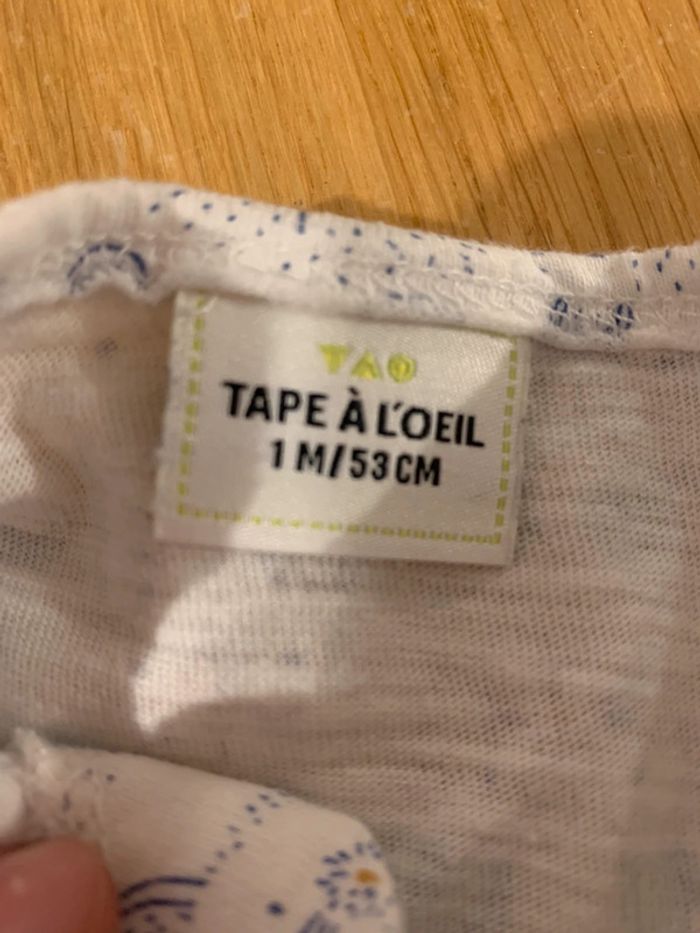 TAO
TAPE À L'OEIL
1 M/53 CM